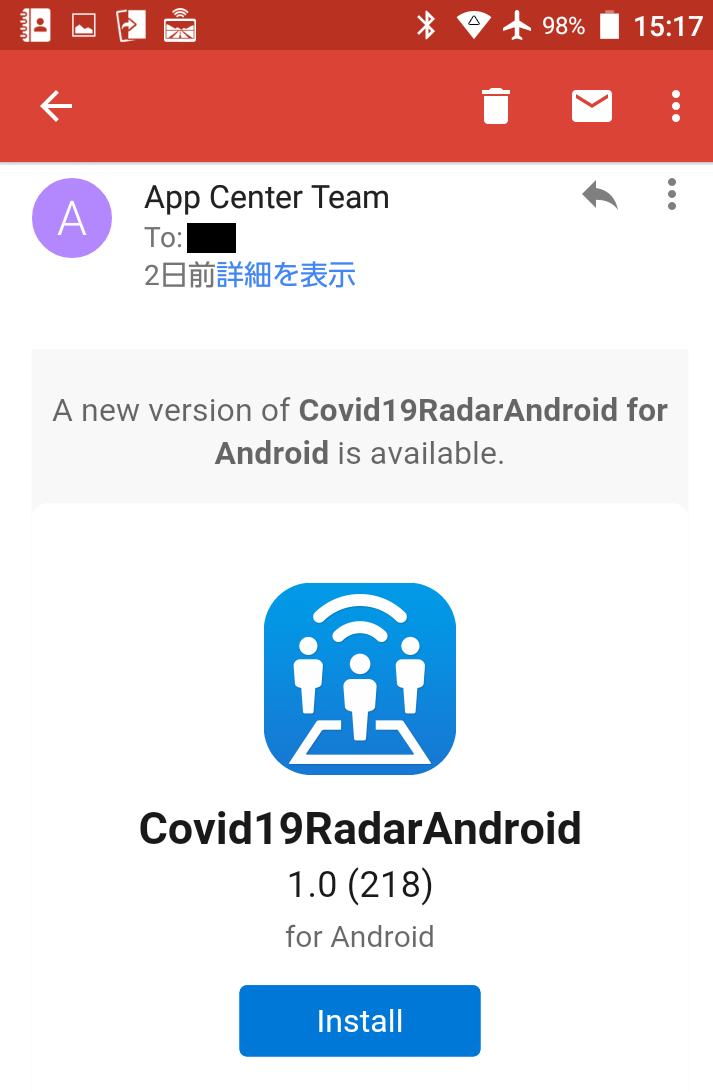 98% 15:17
A
App Center Team
To:
2日前詳細を表示
A new version of Covid19RadarAndroid for
Android is available.
Covid19RadarAndroid
1.0 (218)
for Android
Install